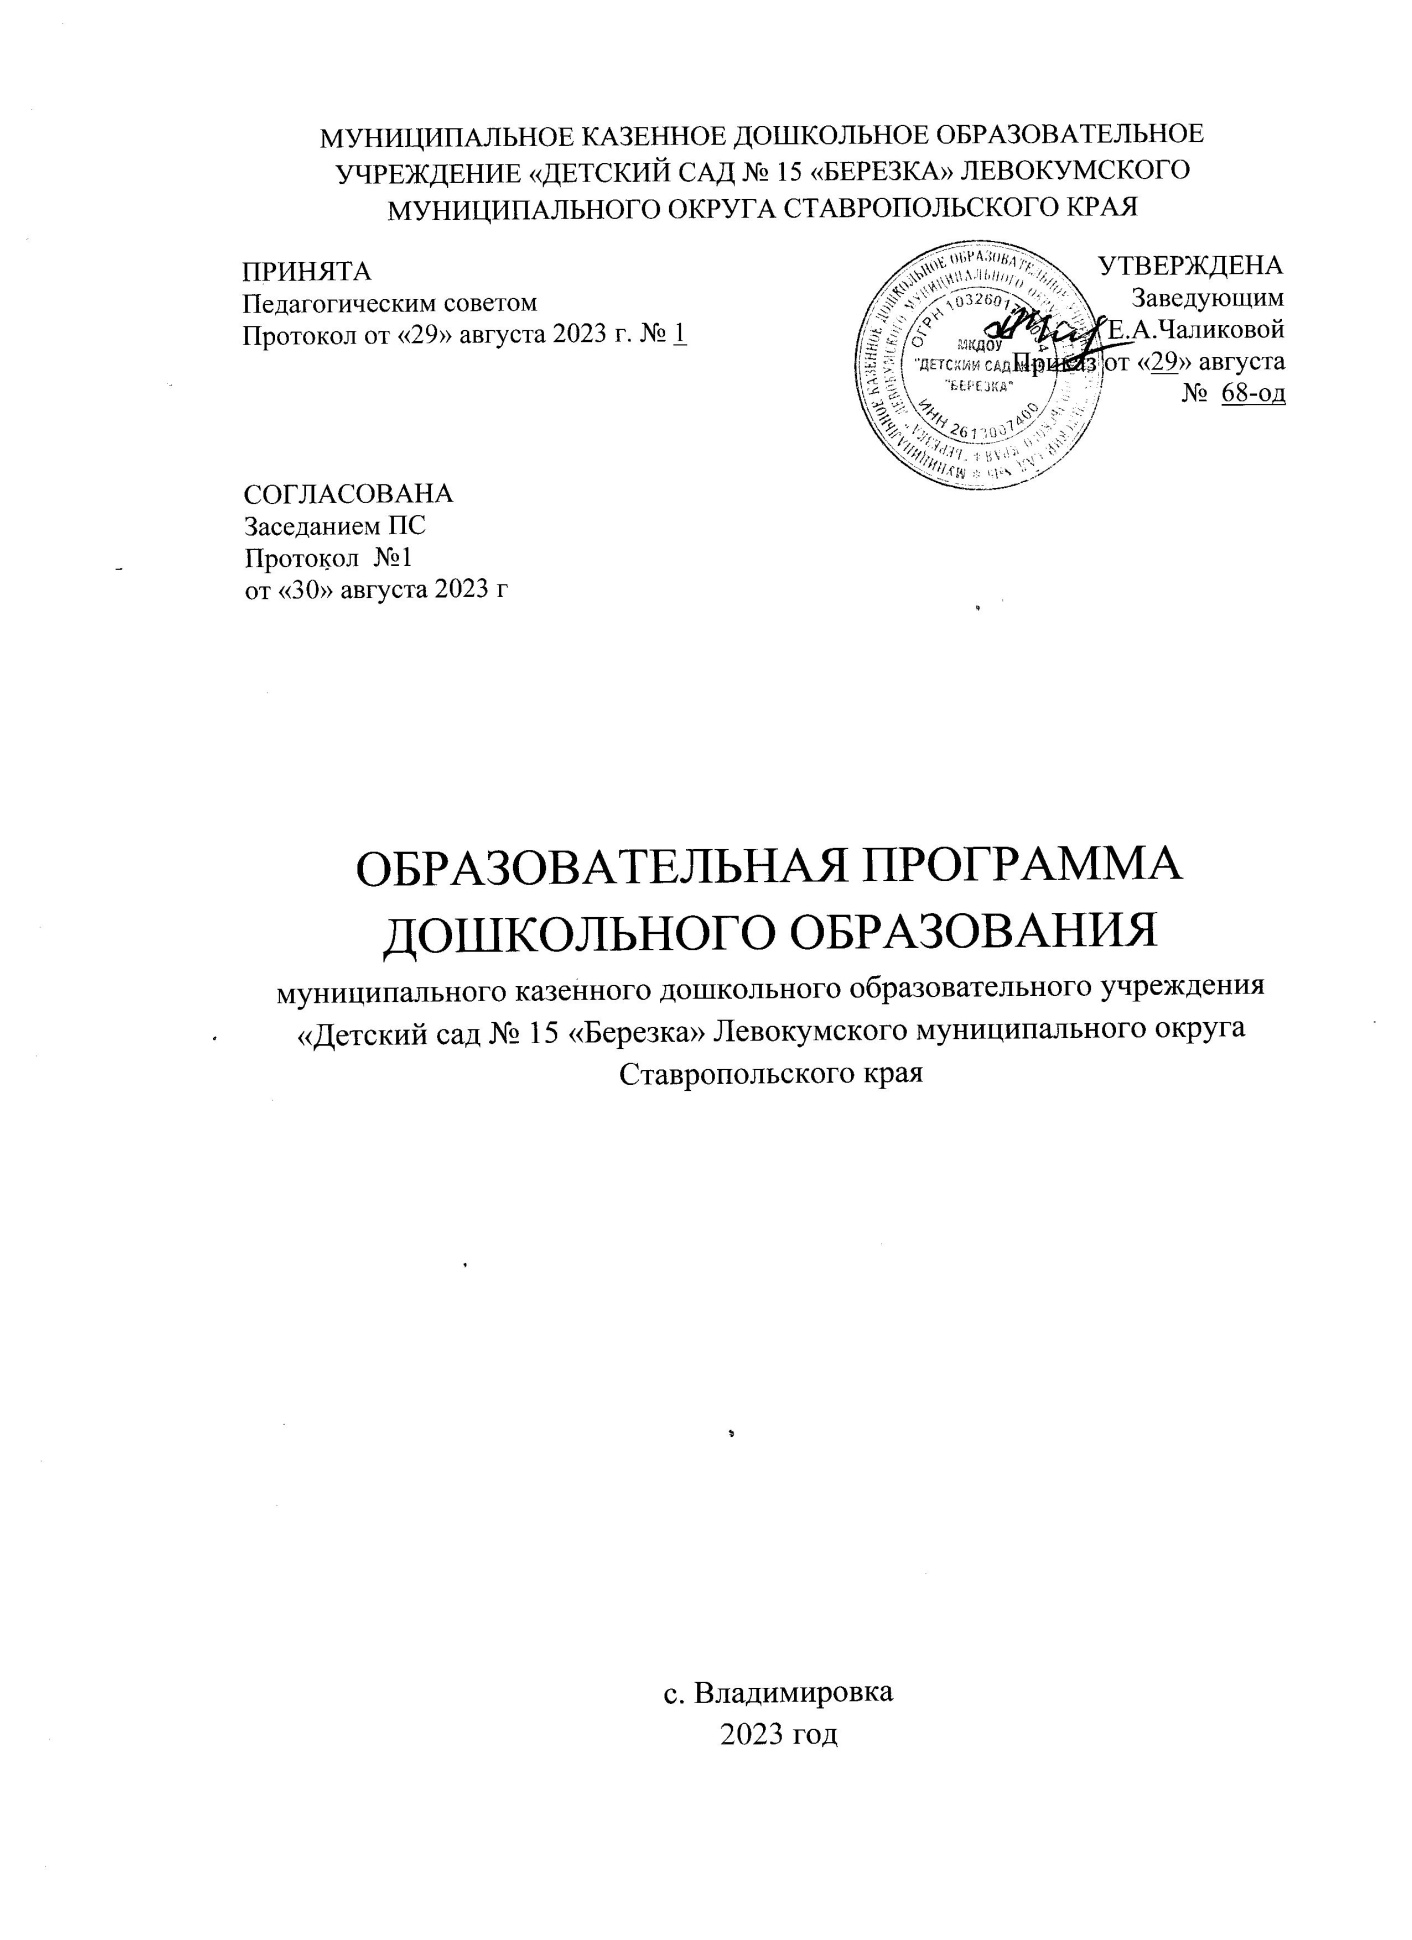 МУНИЦИПАЛЬНОЕ КАЗЕННОЕ ДОШКОЛЬНОЕ ОБРАЗОВАТЕЛЬНОЕ
УЧРЕЖДЕНИЕ «ДЕТСКИЙ САД № 15 «БЕРЕЗКА» ЛЕВОКУМСКОГО
МУНИЦИПАЛЬНОГО ОКРУГА СТАВРОПОЛЬСКОГО КРАЯ
ПРИНЯТА
Педагогическим советом
Протокол от «29» августа 2023 г. № 1
УТВЕРЖДЕНА
Заведующим
Е.А.Чаликовой
Приказ от «29» августа
№ 68-од
МКДОУ
"ДЕТСКИЙ САД
"БЕРЕЗКА"
ИНН 2613007400
СОГЛАСОВАНА
Заседанием ПС
Протокол №1
от «30» августа 2023 г
ОБРАЗОВАТЕЛЬНАЯ ПРОГРАММА
ДОШКОЛЬНОГО ОБРАЗОВАНИЯ
муниципального казенного дошкольного образовательного учреждения
«Детский сад № 15 «Березка» Левокумского муниципального округа
Ставропольского края
с. Владимировка
2023 год